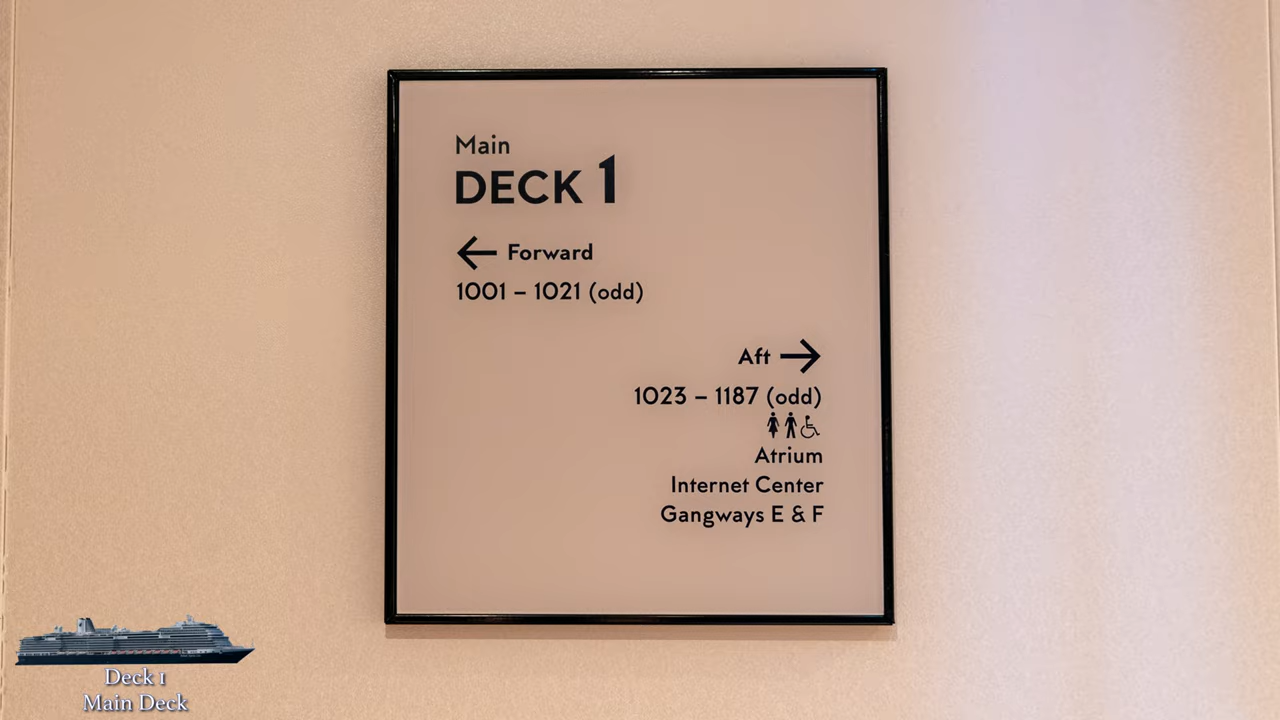 Main
DECK 1
← Forward
1001 – 1021 (odd)
Aft →
1023 – 1187 (odd)
Atrium
Internet Center
Gangways E & F
Deck 1
Main Deck